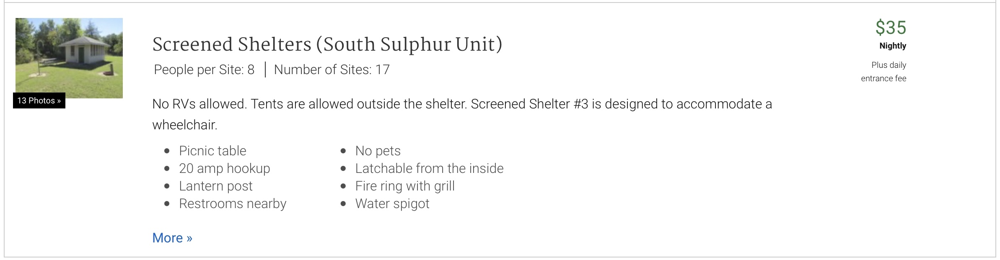 Screened Shelters (South Sulphur Unit)
People per Site: 8 | Number of Sites: 17
$35
Nightly
Plus daily
entrance fee
13 Photos »
No RVs allowed. Tents are allowed outside the shelter. Screened Shelter #3 is designed to accommodate a
wheelchair.
Picnic table
20 amp hookup
Lantern post
Restrooms nearby
No pets
Latchable from the inside
Fire ring with grill
Water spigot
More »